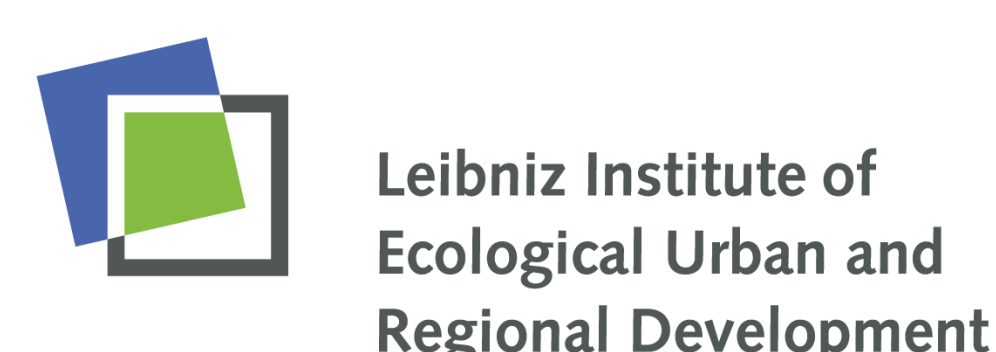 Leibniz Institute of
Ecological Urban and
Regional Development